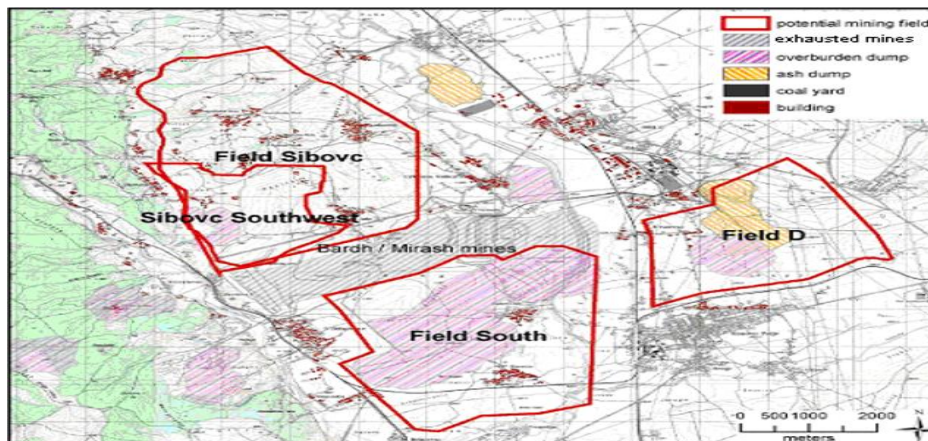 potential mining field
exhausted mines
overburden dump
ash dump
coal yard
building
Field Sibovc
Sibovc Southwest
Bardh / Mirash mines
Field D
Field South
0 500 1000 2000
meters